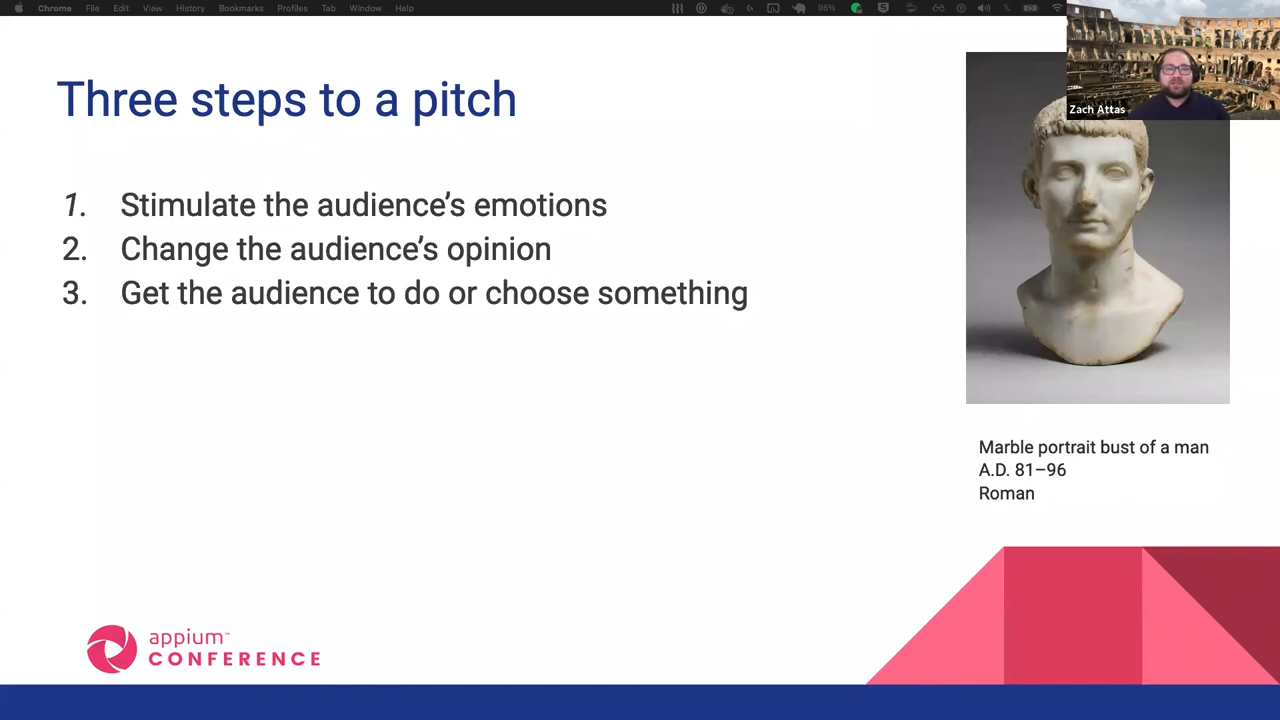 Chrome File Edit View History Bookmarks Profiles Tab Window Help 98%
Zach Attas
Three steps to a pitch
1. Stimulate the audience's emotions
2. Change the audience's opinion
3. Get the audience to do or choose something
Marble portrait bust of a man
A.D. 81–96
Roman
appium™
CONFERENCE